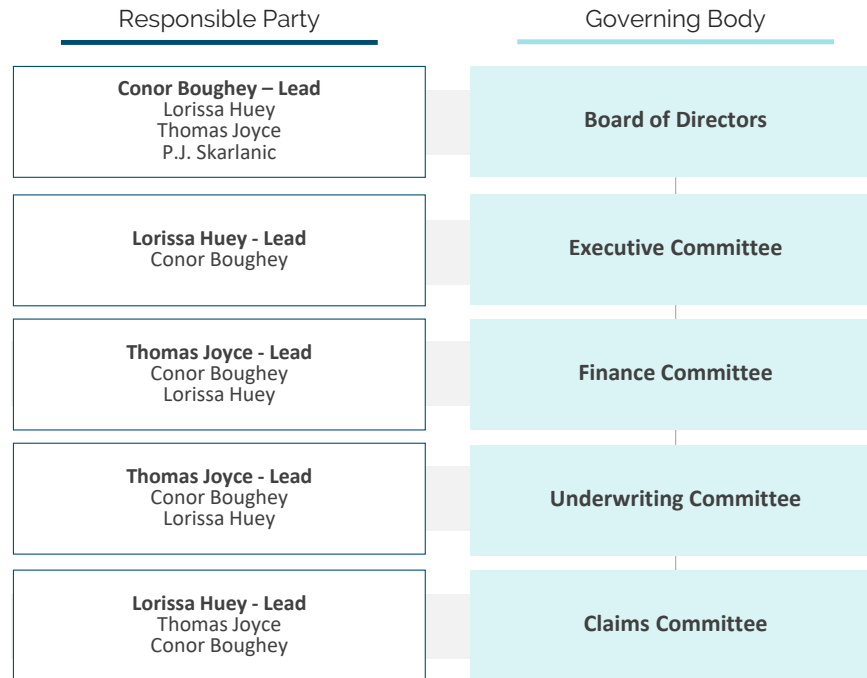 Responsible Party
Governing Body
Conor Boughey – Lead
Lorissa Huey
Thomas Joyce
P.J. Skarlanic
Board of Directors
Lorissa Huey - Lead
Conor Boughey
Executive Committee
Thomas Joyce - Lead
Conor Boughey
Lorissa Huey
Finance Committee
Thomas Joyce - Lead
Conor Boughey
Lorissa Huey
Underwriting Committee
Lorissa Huey - Lead
Thomas Joyce
Conor Boughey
Claims Committee